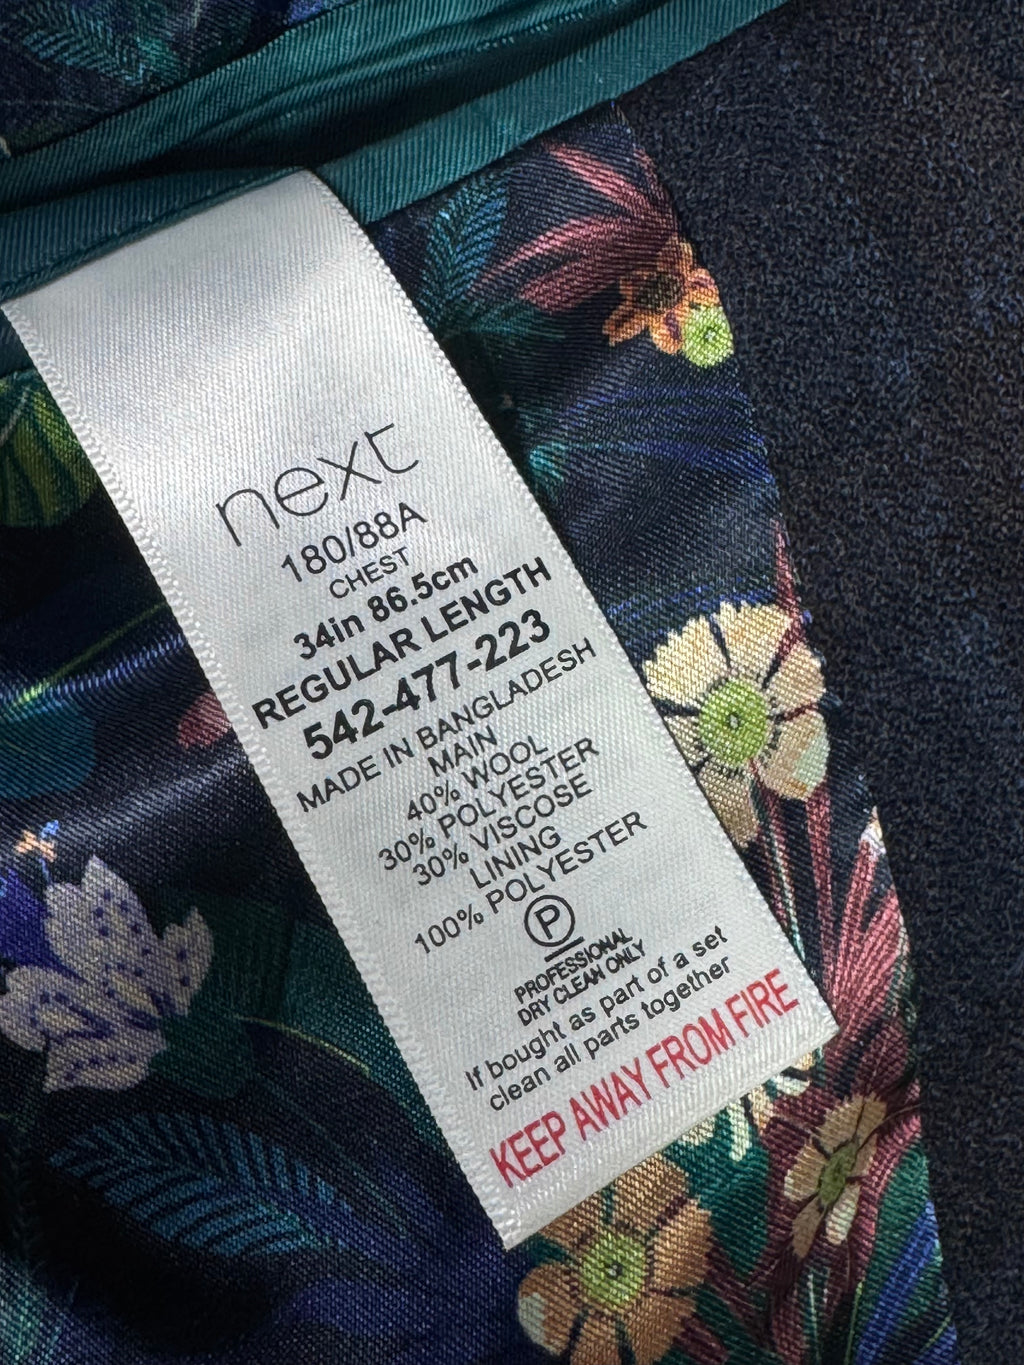 next
180/88A
CHEST
34in 86.5cm
REGULAR LENGTH
542-477-223
MADE IN BANGLADESH
MAIN
40% WOOL
30% POLYESTER
30% VISCOSE
LINING
100% POLYESTER
P
PROFESSIONAL
DRY CLEAN ONLY
If bought as part of a set
clean all parts together
KEEP AWAY FROM FIRE